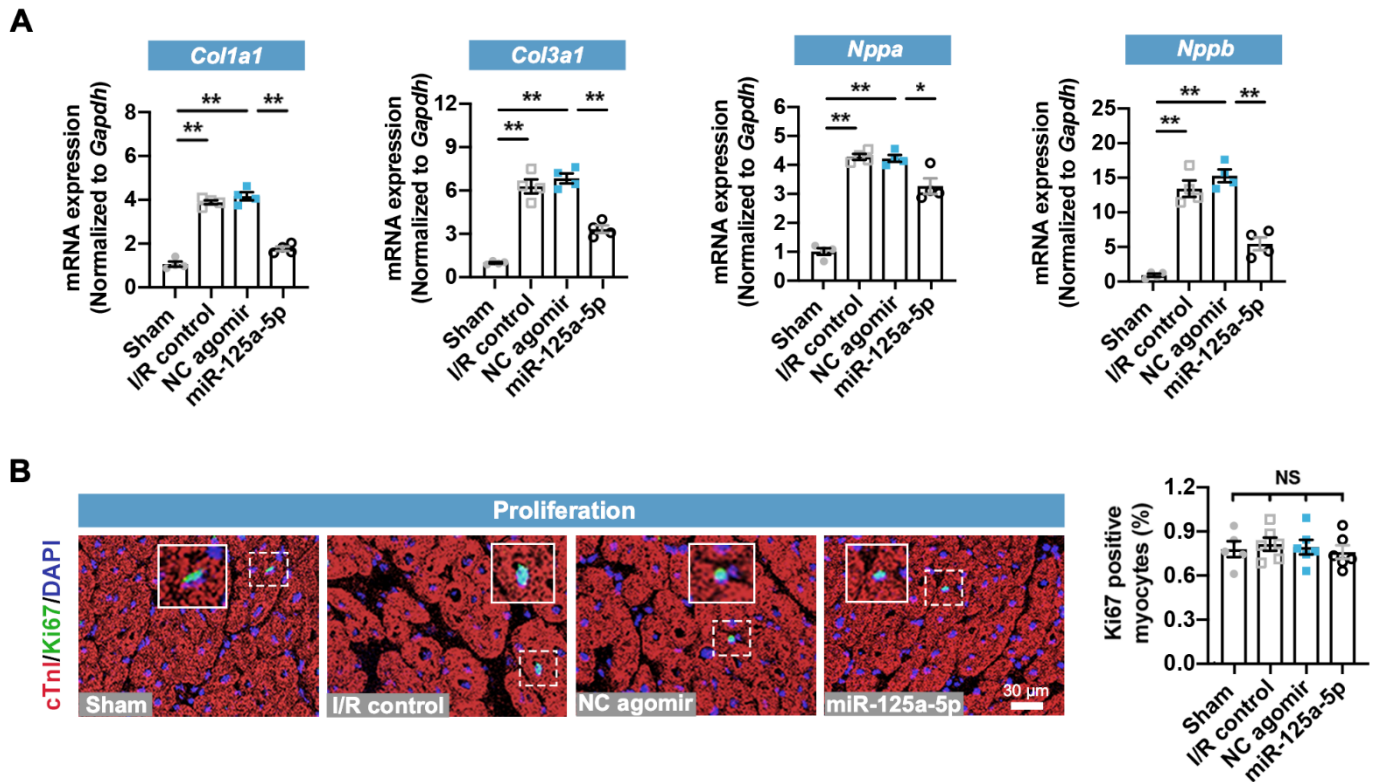 A
Col1a1
mRNA expression
(Normalized to Gapdh)
8
6
4
2
0
**
**
**
Sham
I/R control
NC agomir
miR-125a-5p
Col3a1
mRNA expression
(Normalized to Gapdh)
12
9
6
3
0
**
**
**
Sham
I/R control
NC agomir
miR-125a-5p
Nppa
mRNA expression
(Normalized to Gapdh)
6
5
4
3
2
1
0
**
*
**
Sham
I/R control
NC agomir
miR-125a-5p
Nppb
mRNA expression
(Normalized to Gapdh)
25
20
15
10
5
0
**
**
**
Sham
I/R control
NC agomir
miR-125a-5p
B
cTnI/Ki67/DAPI
Proliferation
Sham
I/R control
NC agomir
miR-125a-5p
30 µm
Ki67 positive
myocytes (%)
1.2
0.9
0.6
0.3
0.0
NS
Sham
I/R control
NC agomir
miR-125a-5p